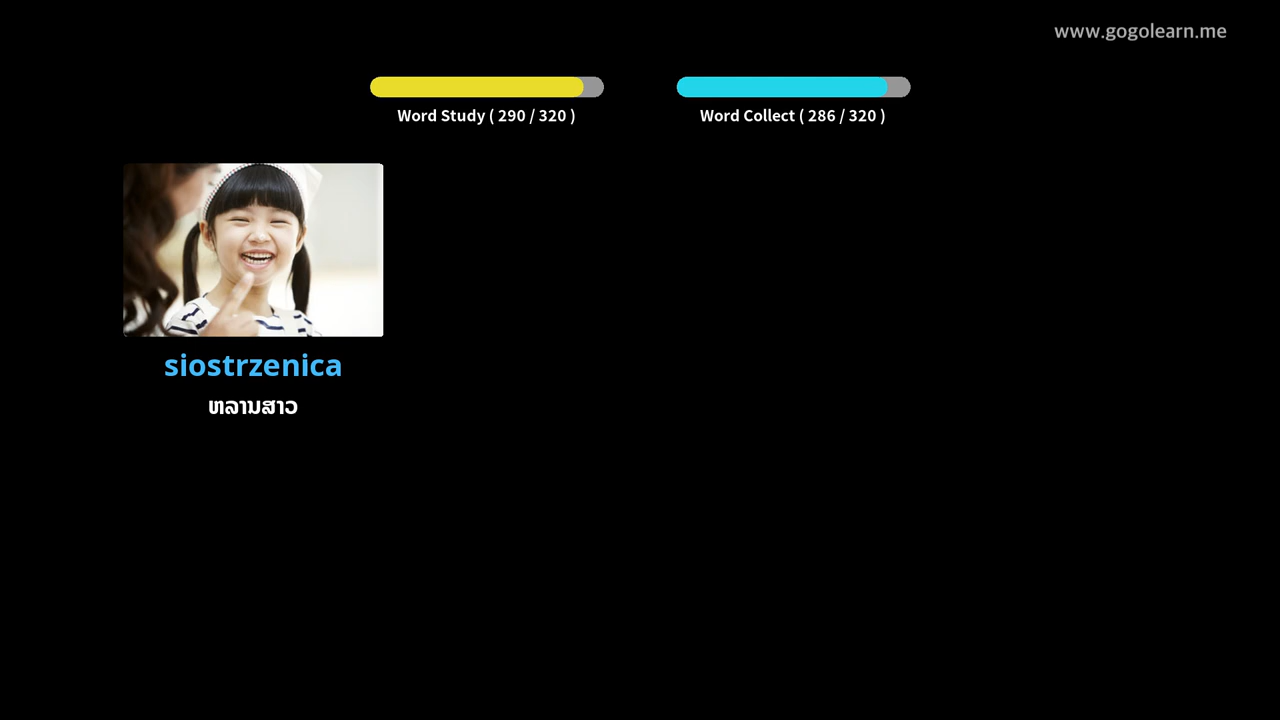 www.gogolearn.me
Word Study ( 290 / 320 )
Word Collect ( 286 / 320 )
siostrzenica
ຫລານສາວ